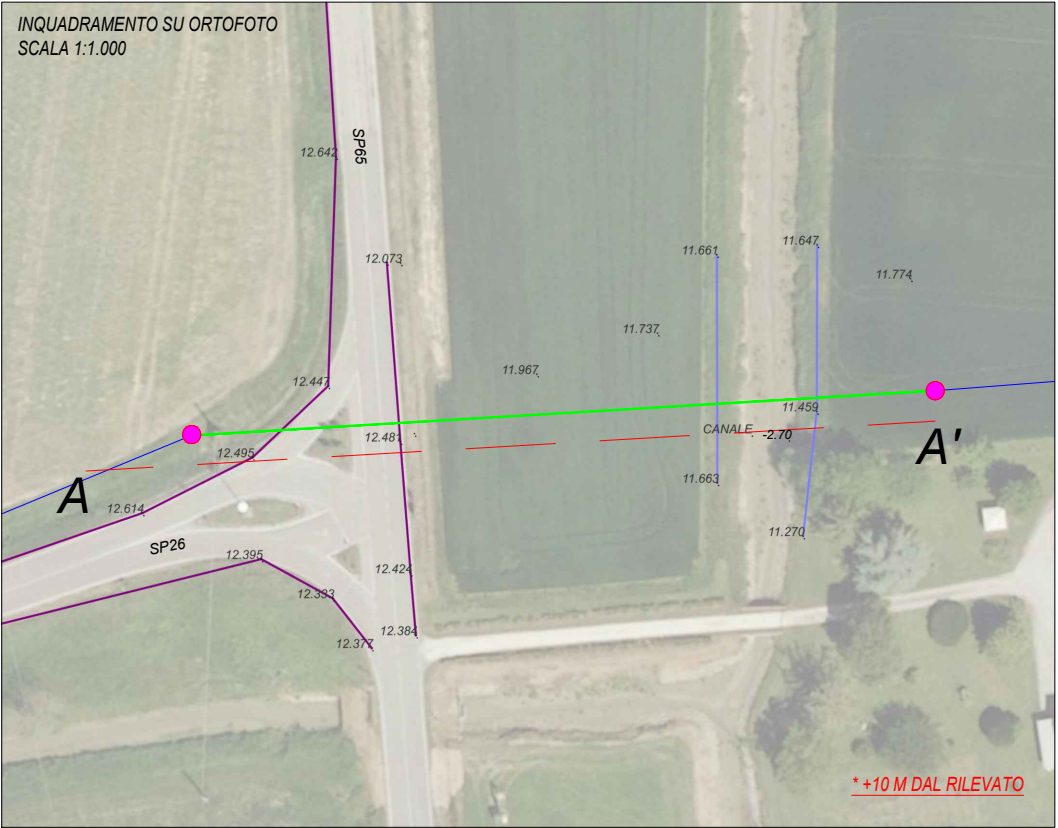 INQUADRAMENTO SU ORTOFOTO
SCALA 1:1.000
SP65
12.642
11.661
11.647
12.073
11.774
11.737
11.967
12.447
11.459
CANALE
-2.70
12.481
12.495
A
A'
11.663
12.614
11.270
SP26
12.395
12.424
12.333
12.384
12.377
* +10 M DAL RILEVATO